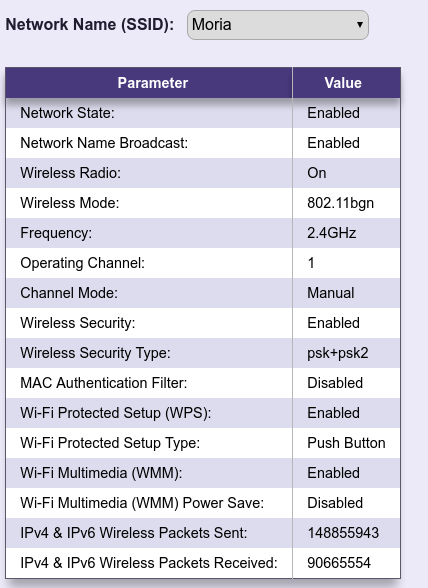 Network Name (SSID): Moria
Parameter Value
Network State: Enabled
Network Name Broadcast: Enabled
Wireless Radio: On
Wireless Mode: 802.11bgn
Frequency: 2.4GHz
Operating Channel: 1
Channel Mode: Manual
Wireless Security: Enabled
Wireless Security Type: psk+psk2
MAC Authentication Filter: Disabled
Wi-Fi Protected Setup (WPS): Enabled
Wi-Fi Protected Setup Type: Push Button
Wi-Fi Multimedia (WMM): Enabled
Wi-Fi Multimedia (WMM) Power Save: Disabled
IPv4 & IPv6 Wireless Packets Sent: 148855943
IPv4 & IPv6 Wireless Packets Received: 90665554